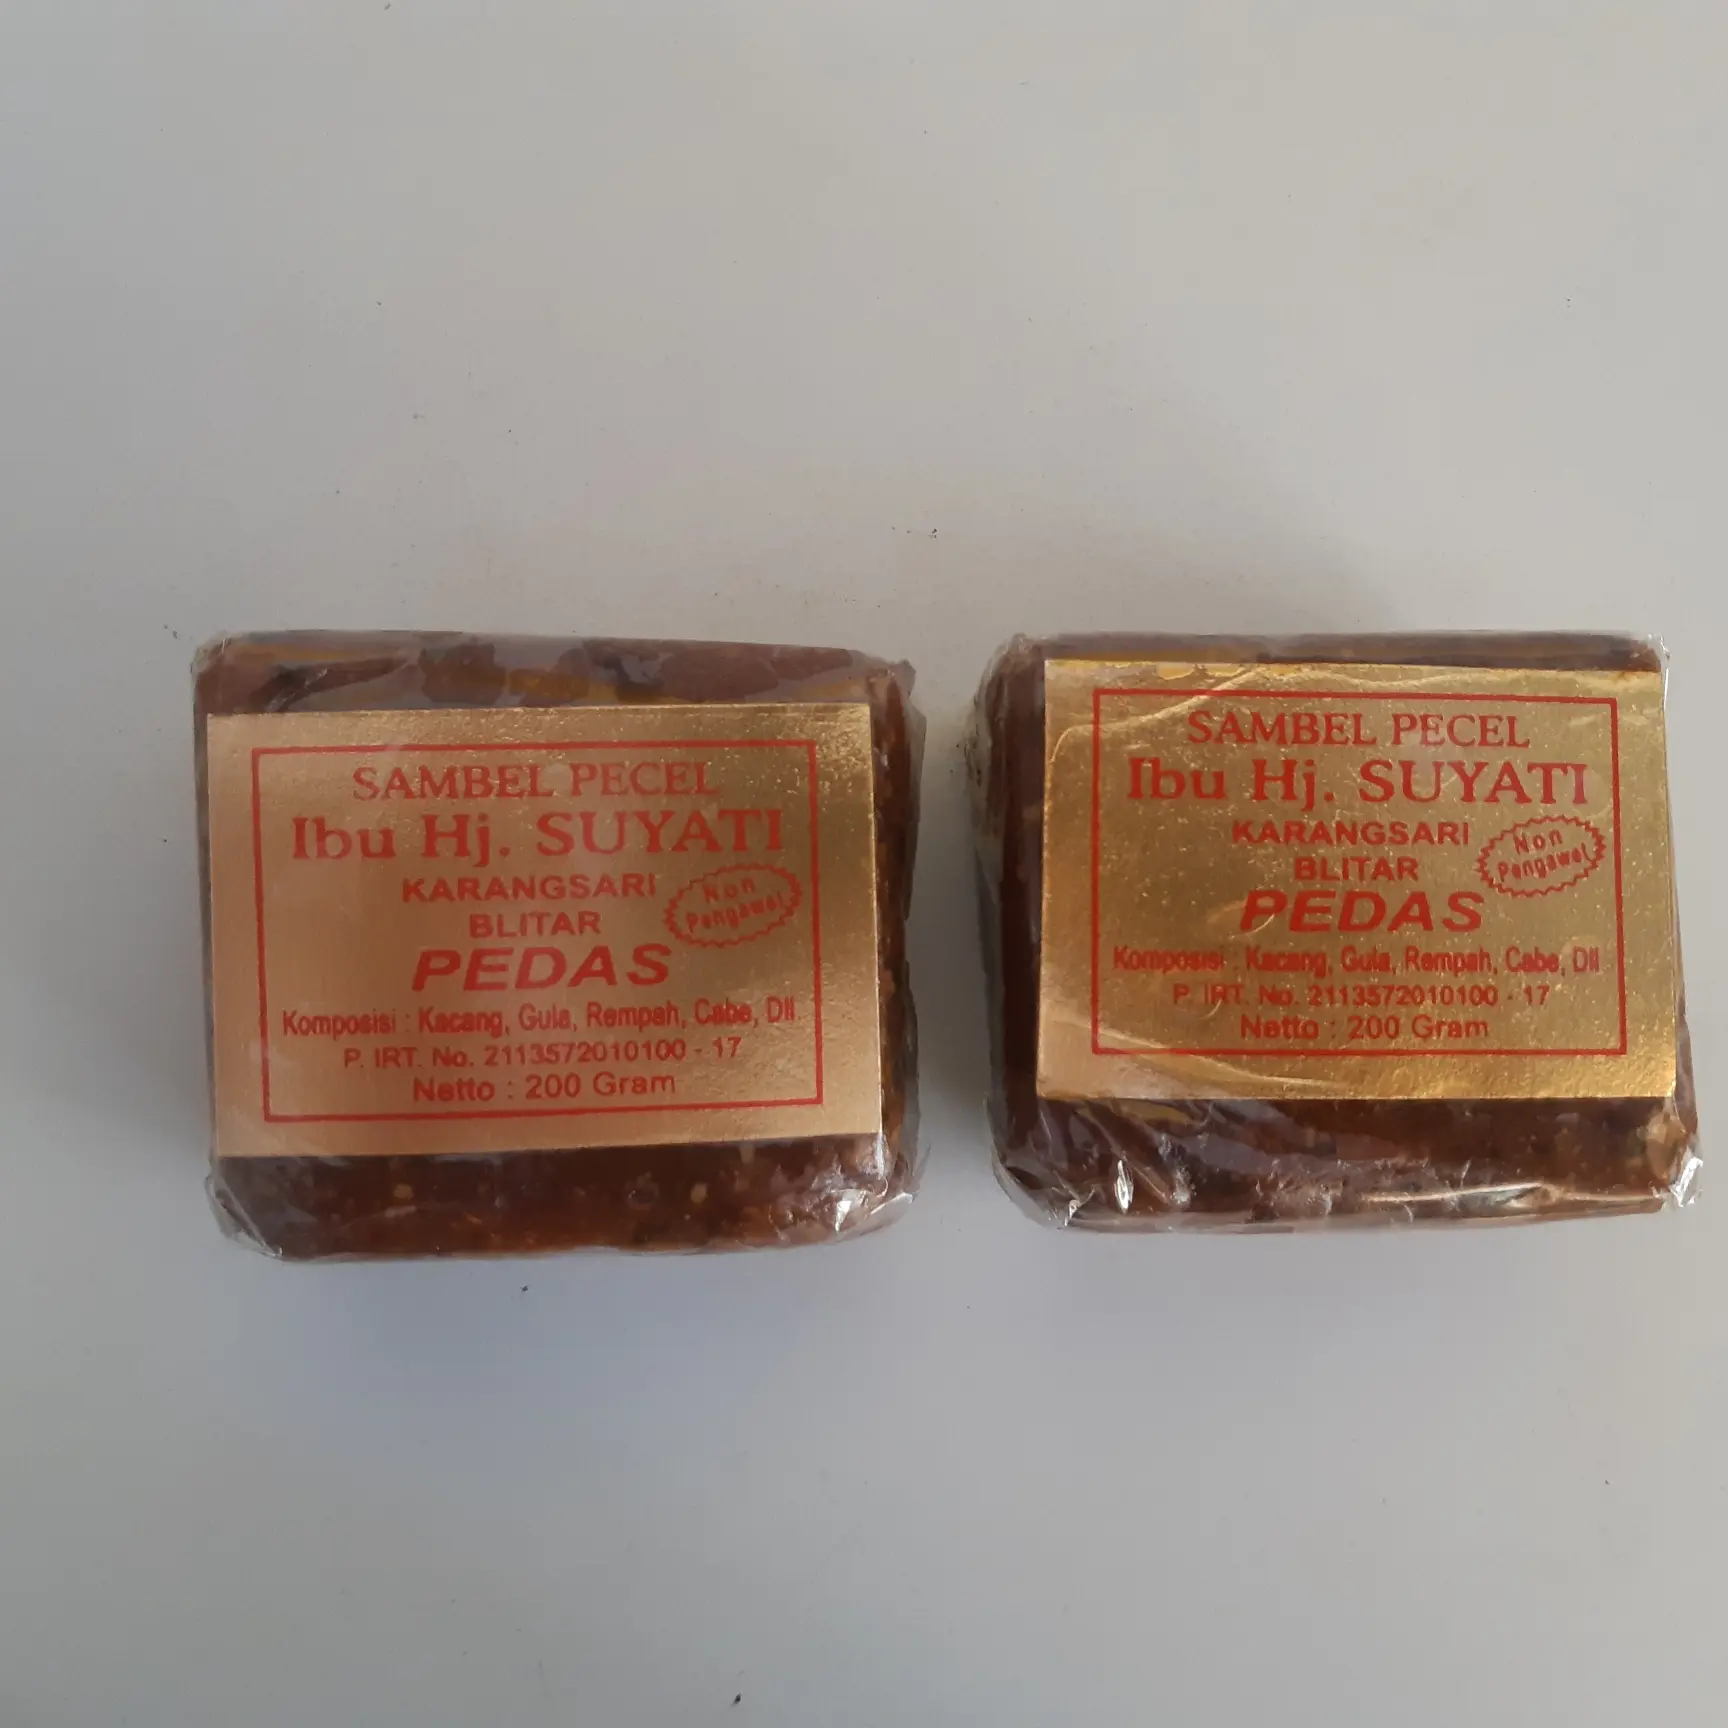 SAMBEL PECEL
Ibu Hj. SUYATI
KARANGSARI
BLITAR
Non
Pengawet
PEDAS
Komposisi : Kacang, Gula, Rempah, Cabe, Dll.
P. IRT. No. 2113572010100 - 17
Netto : 200 Gram
SAMBEL PECEL
Ibu Hj. SUYATI
KARANGSARI
BLITAR
Non
Pengawet
PEDAS
Komposisi : Kacang, Gula, Rempah, Cabe, Dll
P. IRT. No. 2113572010100 - 17
Netto : 200 Gram